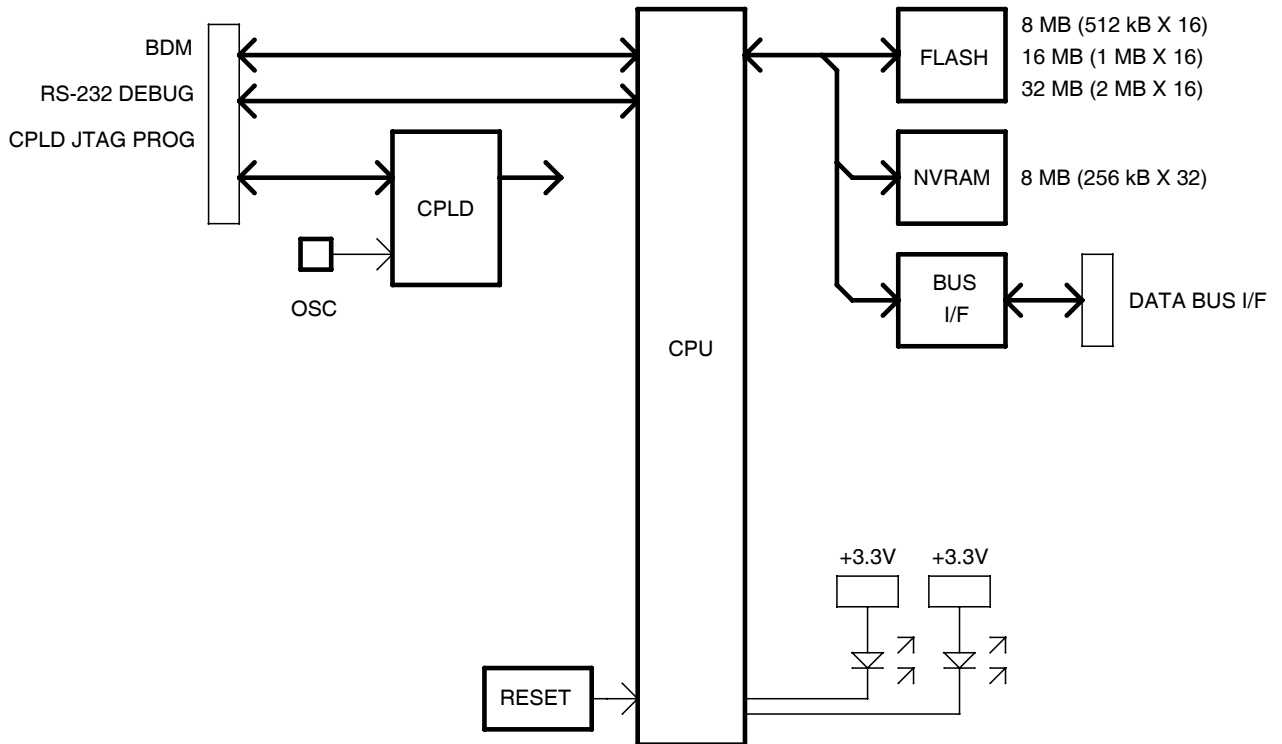 BDM
RS-232 DEBUG
CPLD JTAG PROG
CPLD
OSC
CPU
FLASH
8 MB (512 kB X 16)
16 MB (1 MB X 16)
32 MB (2 MB X 16)
NVRAM
8 MB (256 kB X 32)
BUS
I/F
DATA BUS I/F
+3.3V
+3.3V
RESET